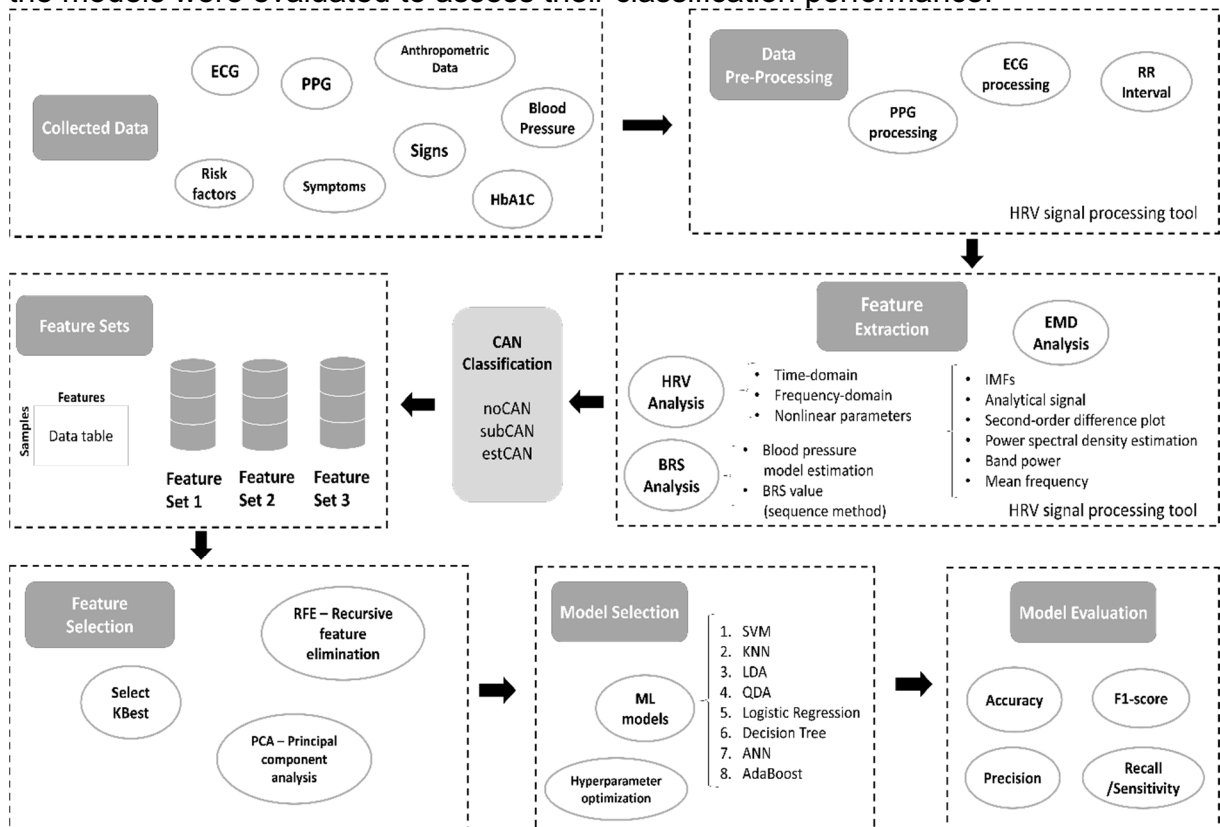 the models were evaluated to assess their classification performance.
Collected Data
ECG
PPG
Anthropometric
Data
Blood
Pressure
Signs
Risk
factors
Symptoms
HbA1C
Data
Pre-Processing
ECG
processing
RR
Interval
PPG
processing
HRV signal processing tool
Feature
Extraction
EMD
Analysis
HRV
Analysis
• Time-domain
• Frequency-domain
• Nonlinear parameters
BRS
Analysis
• Blood pressure
model estimation
• BRS value
(sequence method)
• IMFs
• Analytical signal
• Second-order difference plot
• Power spectral density estimation
• Band power
• Mean frequency
HRV signal processing tool
CAN
Classification
noCAN
subCAN
estCAN
Feature Sets
Features
Samples
Data table
Feature
Set 1
Feature
Set 2
Feature
Set 3
Feature
Selection
RFE – Recursive
feature
elimination
Select
KBest
PCA – Principal
component
analysis
Model Selection
ML
models
Hyperparameter
optimization
1. SVM
2. KNN
3. LDA
4. QDA
5. Logistic Regression
6. Decision Tree
7. ANN
8. AdaBoost
Model Evaluation
Accuracy
F1-score
Precision
Recall
/Sensitivity